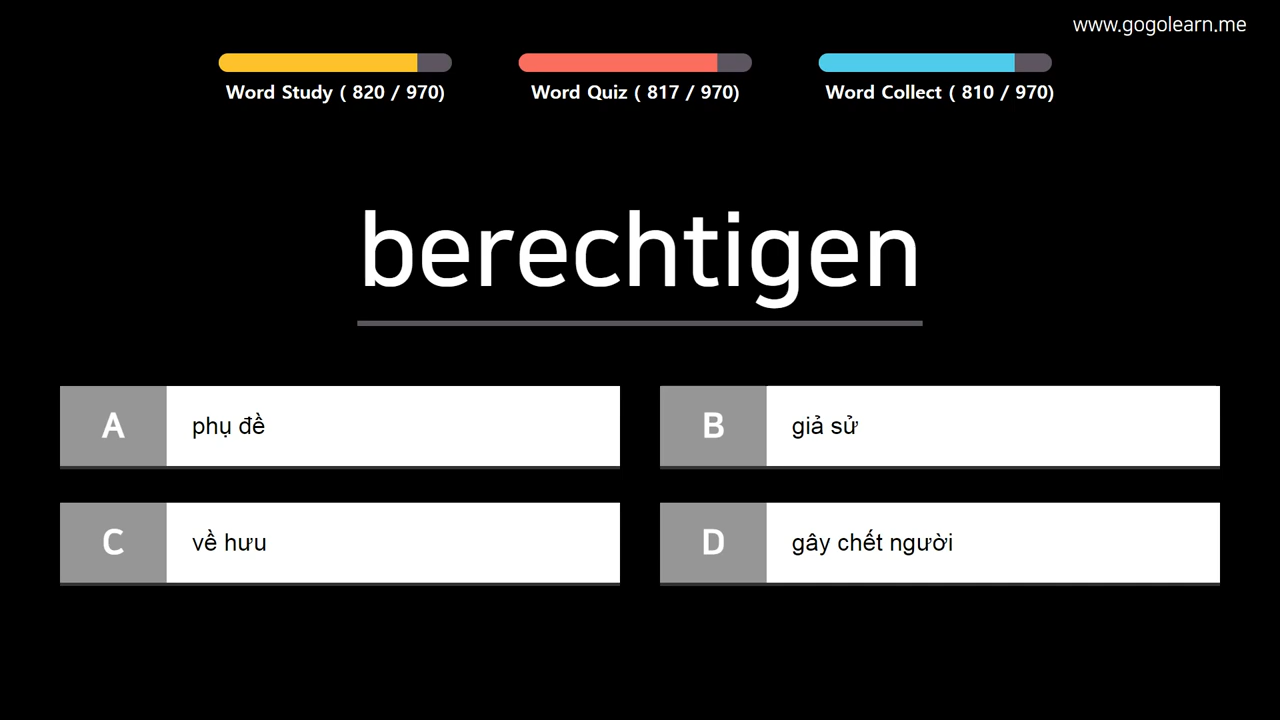 www.gogolearn.me
Word Study ( 820 / 970)
Word Quiz ( 817 / 970)
Word Collect ( 810 / 970)
berechtigen
A phụ đề
B giả sử
C về hưu
D gây chết người